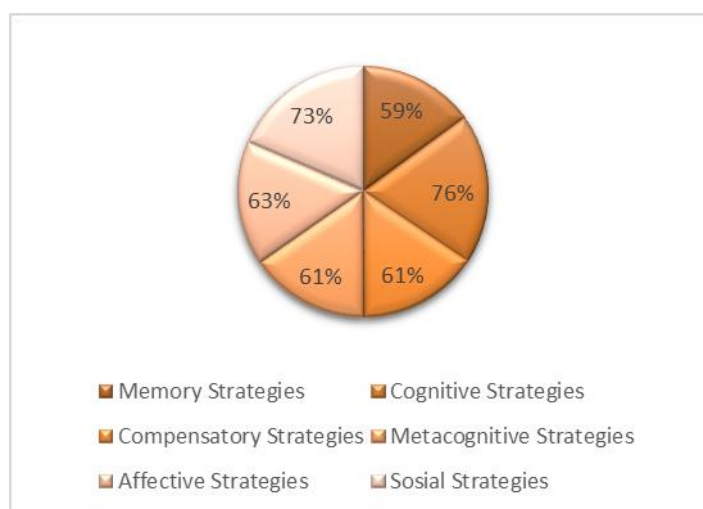 73% 59%
63% 76%
61% 61%
Memory Strategies Cognitive Strategies
Compensatory Strategies Metacognitive Strategies
Affective Strategies Sosial Strategies